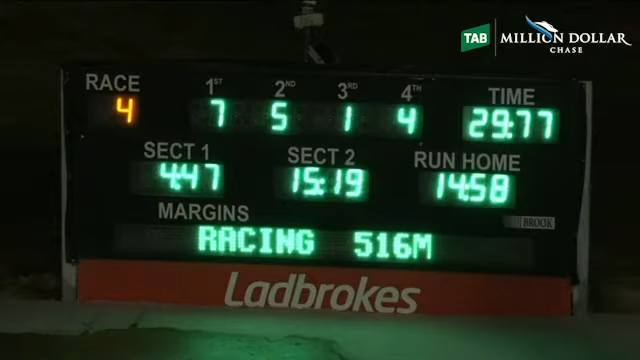 TAB MILLION DOLLAR
CHASE
RACE 1ST 2ND 3RD 4TH TIME
4 7 5 1 4 29:77
SECT 1 SECT 2 RUN HOME
4:47 15:19 14:58
BROOK
MARGINS
RACING 516M
Ladbrokes